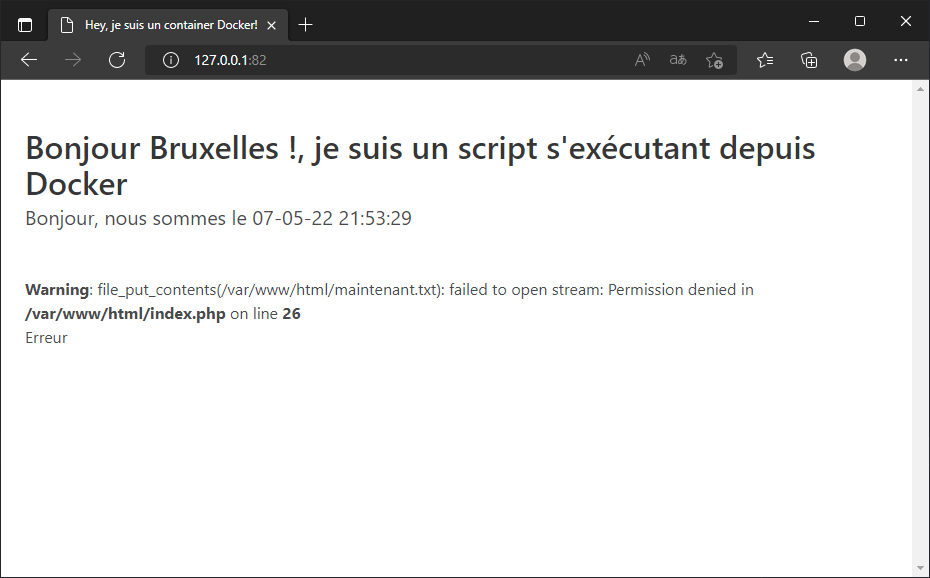 Hey, je suis un container Docker!
127.0.0.1:82
Bonjour Bruxelles !, je suis un script s'exécutant depuis
Docker
Bonjour, nous sommes le 07-05-22 21:53:29
Warning: file_put_contents(/var/www/html/maintenant.txt): failed to open stream: Permission denied in
/var/www/html/index.php on line 26
Erreur